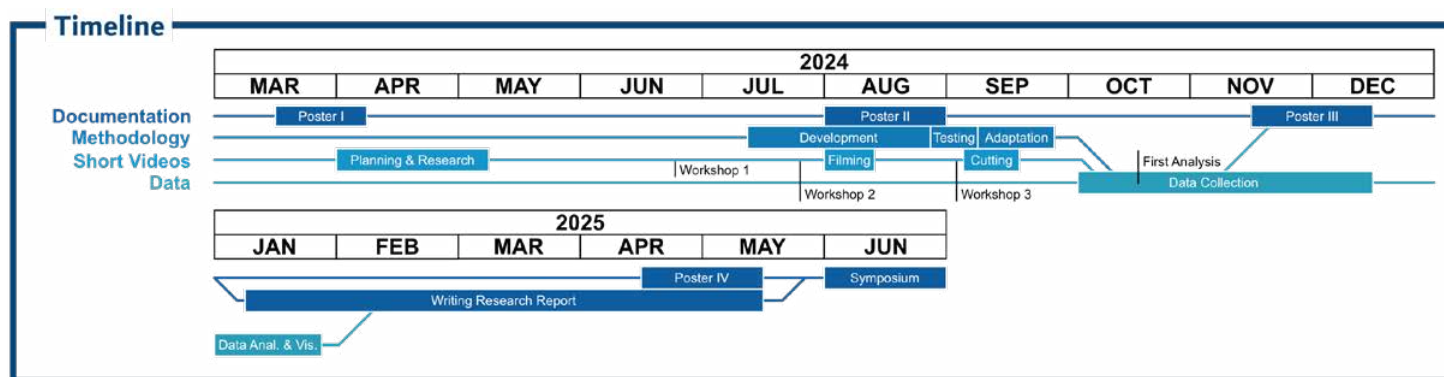 Timeline
2024
MAR APR MAY JUN JUL AUG SEP OCT NOV DEC
Documentation Poster I Poster II Poster III
Methodology Development Testing Adaptation
Short Videos Planning & Research Filming Cutting First Analysis
Workshop 1
Data Data Collection
Workshop 2 Workshop 3
2025
JAN FEB MAR APR MAY JUN
Poster IV Symposium
Writing Research Report
Data Anal. & Vis.